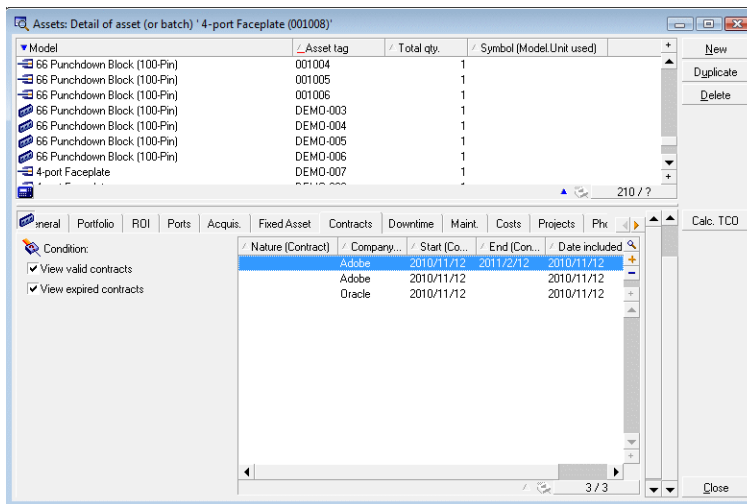 Assets: Detail of asset (or batch) ' 4-port Faceplate (001008)'
Model Asset tag Total qty. Symbol (Model.Unit used)
66 Punchdown Block (100-Pin) 001004 1
66 Punchdown Block (100-Pin) 001005 1
66 Punchdown Block (100-Pin) 001006 1
66 Punchdown Block (100-Pin) DEMO-003 1
66 Punchdown Block (100-Pin) DEMO-004 1
66 Punchdown Block (100-Pin) DEMO-005 1
66 Punchdown Block (100-Pin) DEMO-006 1
4-port Faceplate DEMO-007 1
210 / ?
New
Duplicate
Delete
General Portfolio ROI Ports Acquis. Fixed Asset Contracts Downtime Maint. Costs Projects Pho
Calc. TCO
Condition:
View valid contracts
View expired contracts
Nature (Contract) Company... Start (Co... End (Con... Date included
Adobe 2010/11/12 2011/2/12 2010/11/12
Adobe 2010/11/12 2010/11/12
Oracle 2010/11/12 2010/11/12
3 / 3
Close